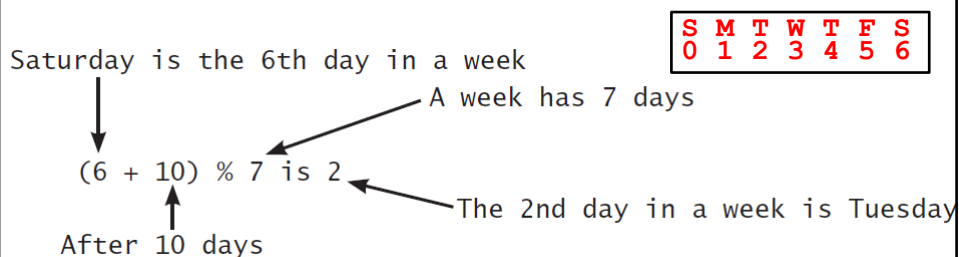 S M T W T F S
0 1 2 3 4 5 6
Saturday is the 6th day in a week
A week has 7 days
(6 + 10) % 7 is 2
The 2nd day in a week is Tuesday
After 10 days